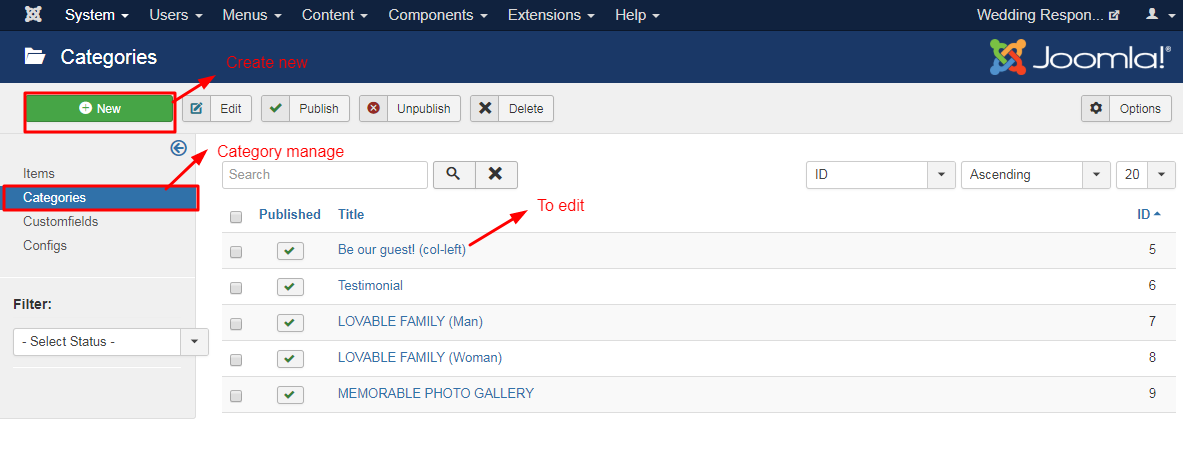 System Users Menus Content Components Extensions Help Wedding Respon...
Categories Joomla!®
Create new
New Edit Publish Unpublish Delete Options
Category manage
Items
Search ID Ascending 20
Categories
To edit
Published Title ID
Customfields
Configs
Be our guest! (col-left) 5
Testimonial 6
Filter:
LOVABLE FAMILY (Man) 7
- Select Status -
LOVABLE FAMILY (Woman) 8
MEMORABLE PHOTO GALLERY 9